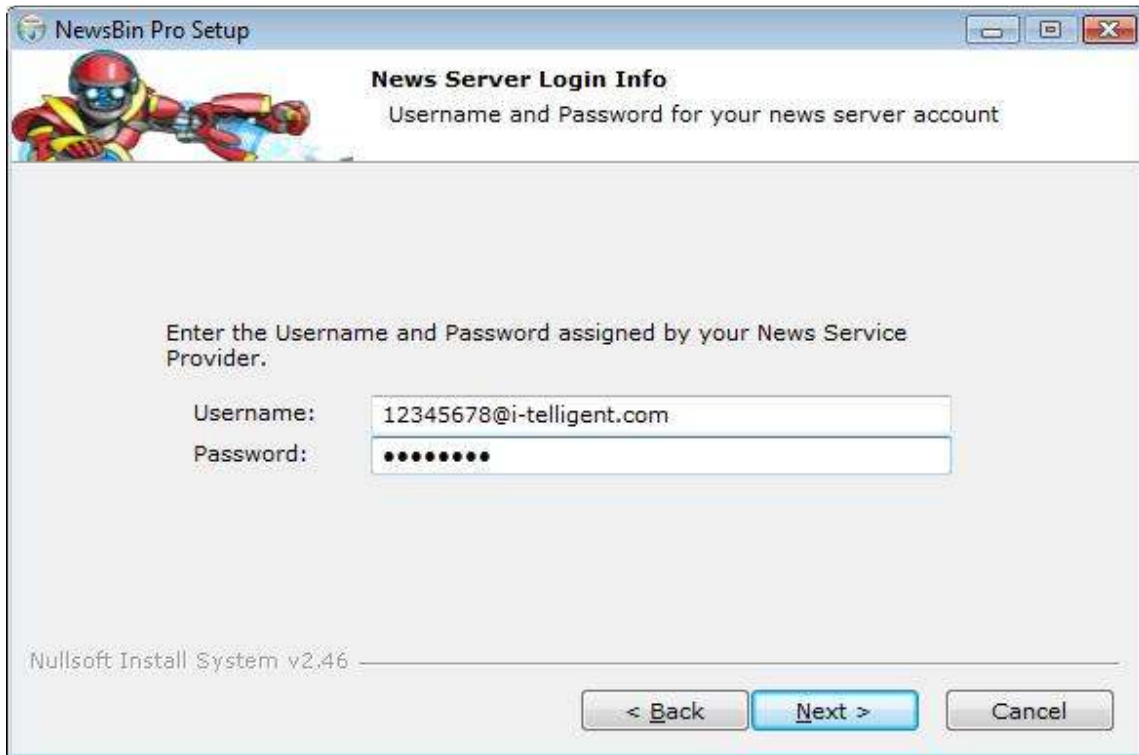 NewsBin Pro Setup
News Server Login Info
Username and Password for your news server account
Enter the Username and Password assigned by your News Service
Provider.
Username: 12345678@i-telligent.com
Password: ●●●●●●●●
Nullsoft Install System v2.46
< Back Next > Cancel